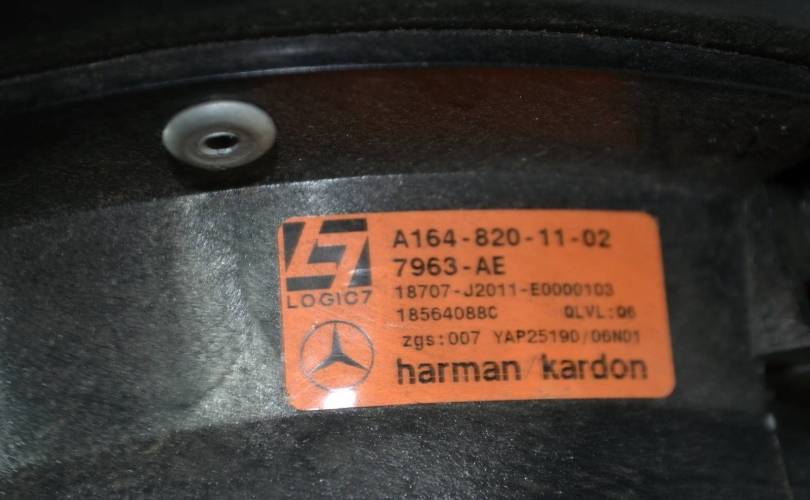 L7
LOGIC7
A164-820-11-02
7963-AE
18707-J2011-E0000103
18564088C QLVL:06
zgs:007 YAP25190/06N01
harman/kardon